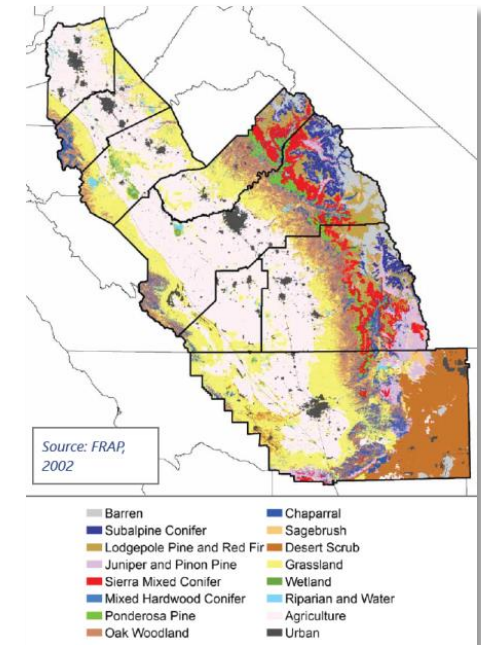 Source: FRAP,
2002
Barren
Subalpine Conifer
Lodgepole Pine and Red Fir
Juniper and Pinon Pine
Sierra Mixed Conifer
Mixed Hardwood Conifer
Ponderosa Pine
Oak Woodland
Chaparral
Sagebrush
Desert Scrub
Grassland
Wetland
Riparian and Water
Agriculture
Urban